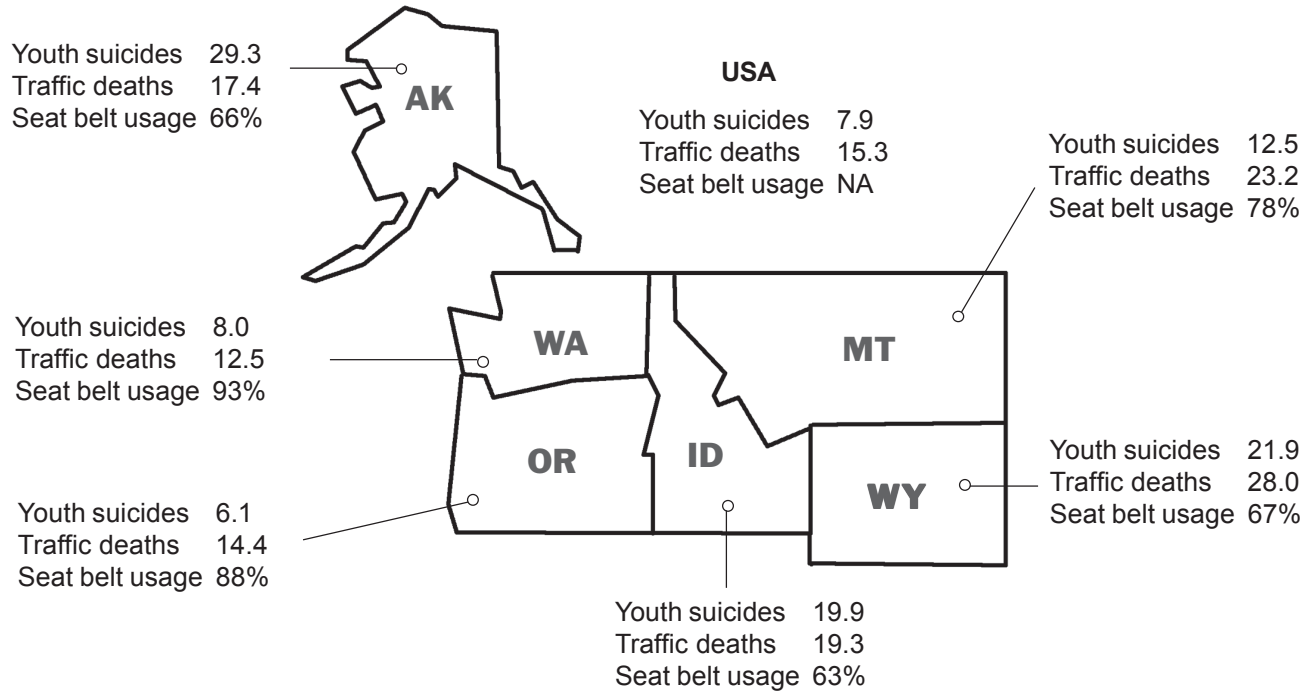 Youth suicides 29.3
Traffic deaths 17.4
Seat belt usage 66%
AK
USA
Youth suicides 7.9
Traffic deaths 15.3
Seat belt usage NA
Youth suicides 12.5
Traffic deaths 23.2
Seat belt usage 78%
Youth suicides 8.0
Traffic deaths 12.5
Seat belt usage 93%
WA
MT
OR
ID
WY
Youth suicides 21.9
Traffic deaths 28.0
Seat belt usage 67%
Youth suicides 6.1
Traffic deaths 14.4
Seat belt usage 88%
Youth suicides 19.9
Traffic deaths 19.3
Seat belt usage 63%